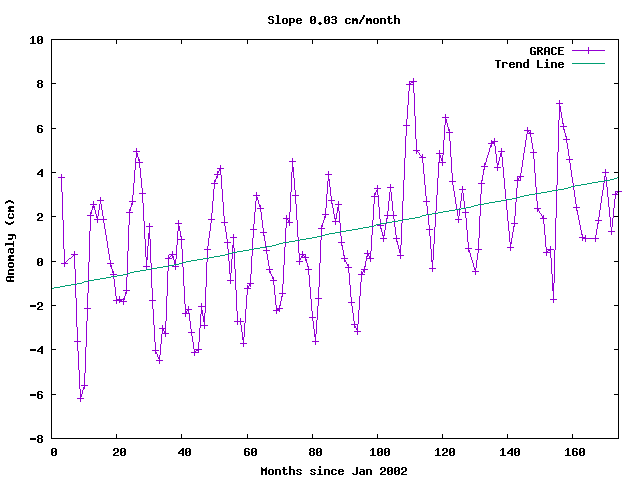 Slope 0.03 cm/month
GRACE
Trend Line
10
8
6
4
2
0
-2
-4
-6
-8
Anomaly (cm)
0 20 40 60 80 100 120 140 160
Months since Jan 2002